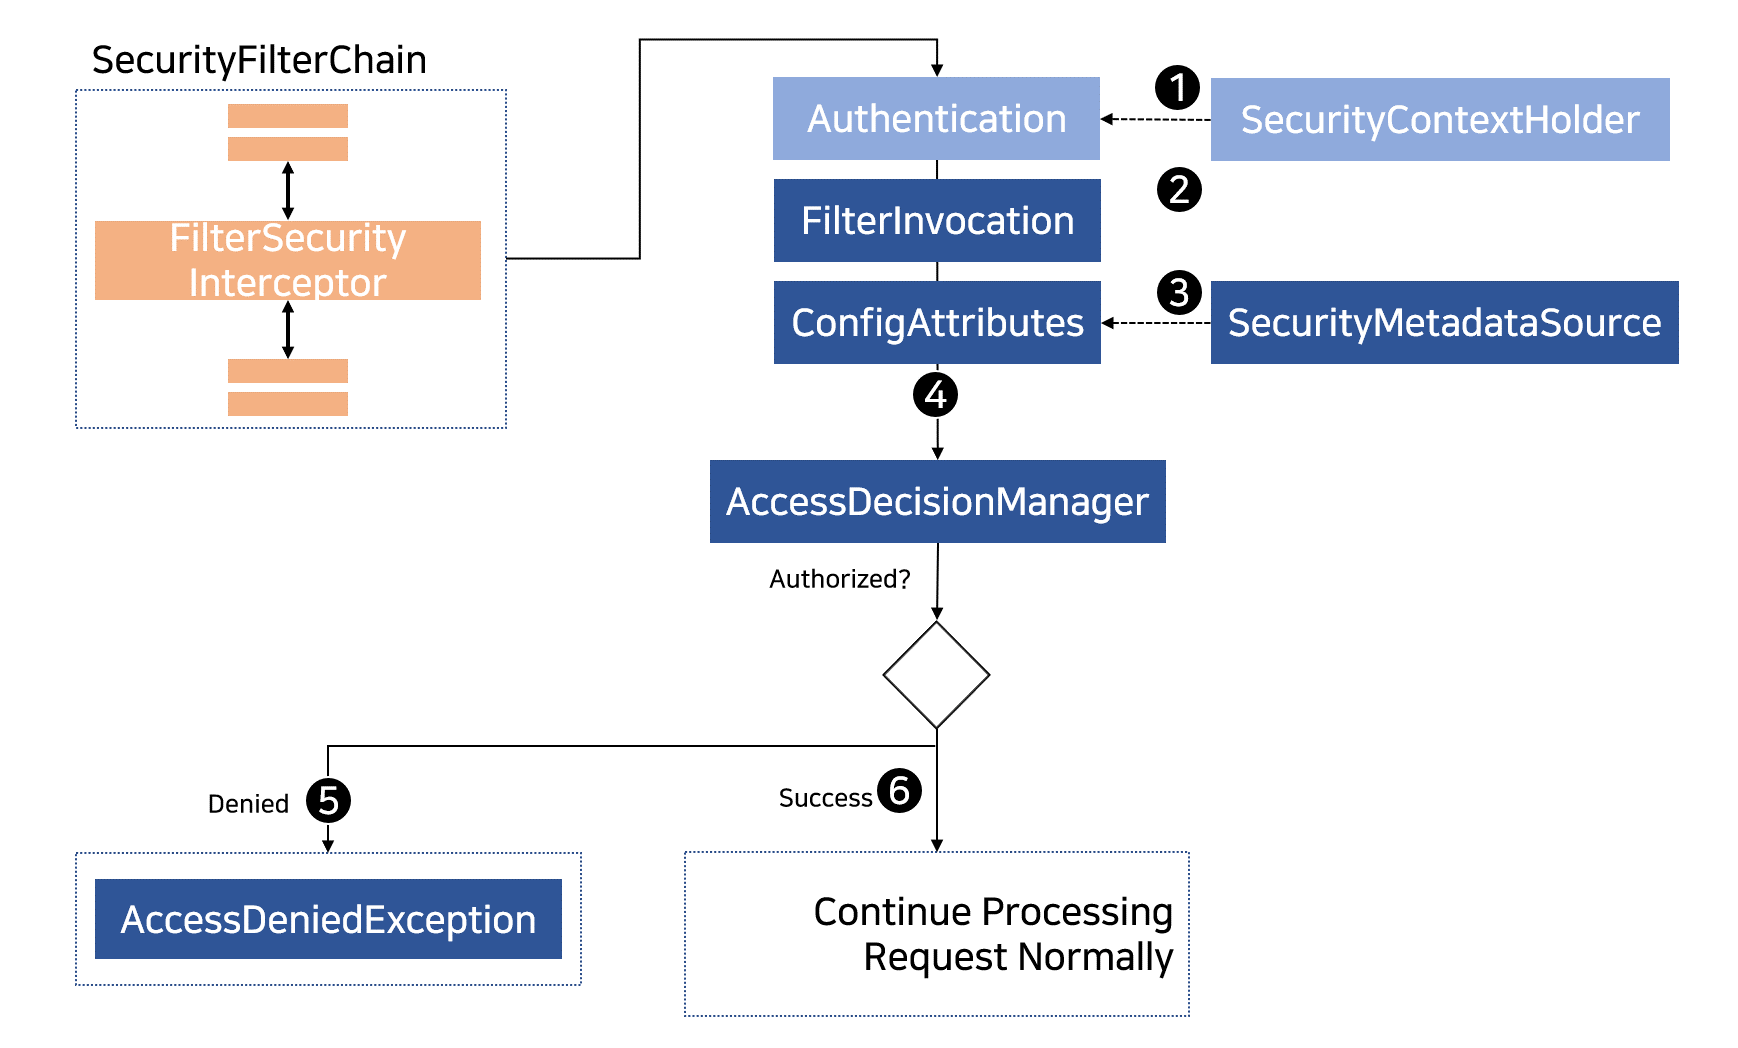 SecurityFilterChain
FilterSecurity
Interceptor
Authentication
1
SecurityContextHolder
2
FilterInvocation
3
ConfigAttributes
SecurityMetadataSource
4
AccessDecisionManager
Authorized?
Denied
5
Success
6
AccessDeniedException
Continue Processing
Request Normally